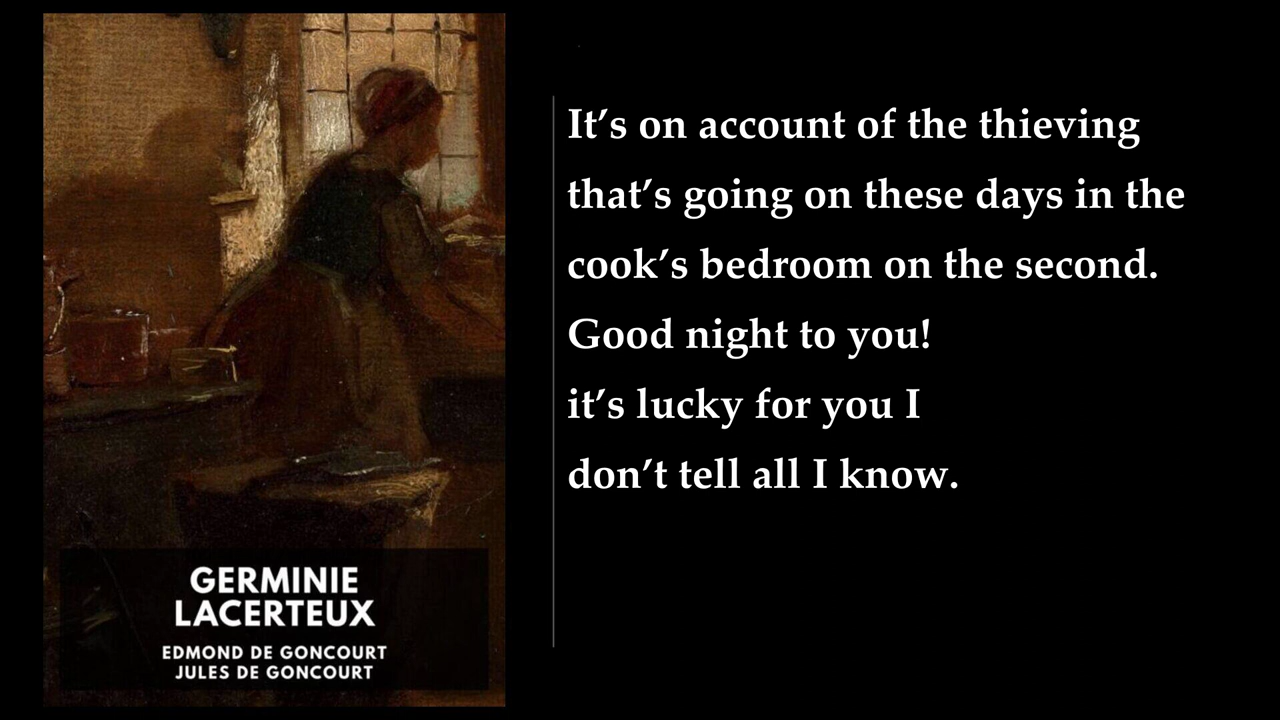 It’s on account of the thieving
that’s going on these days in the
cook’s bedroom on the second.
Good night to you!
it’s lucky for you I
don’t tell all I know.
GERMINIE
LACERTEUX
EDMOND DE GONCOURT
JULES DE GONCOURT